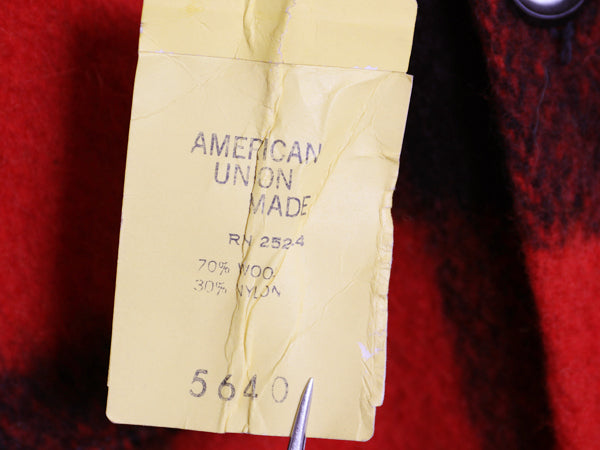 AMERICAN
UNION
MADE
RN 2524
70% WOO
30% NYLON
5640